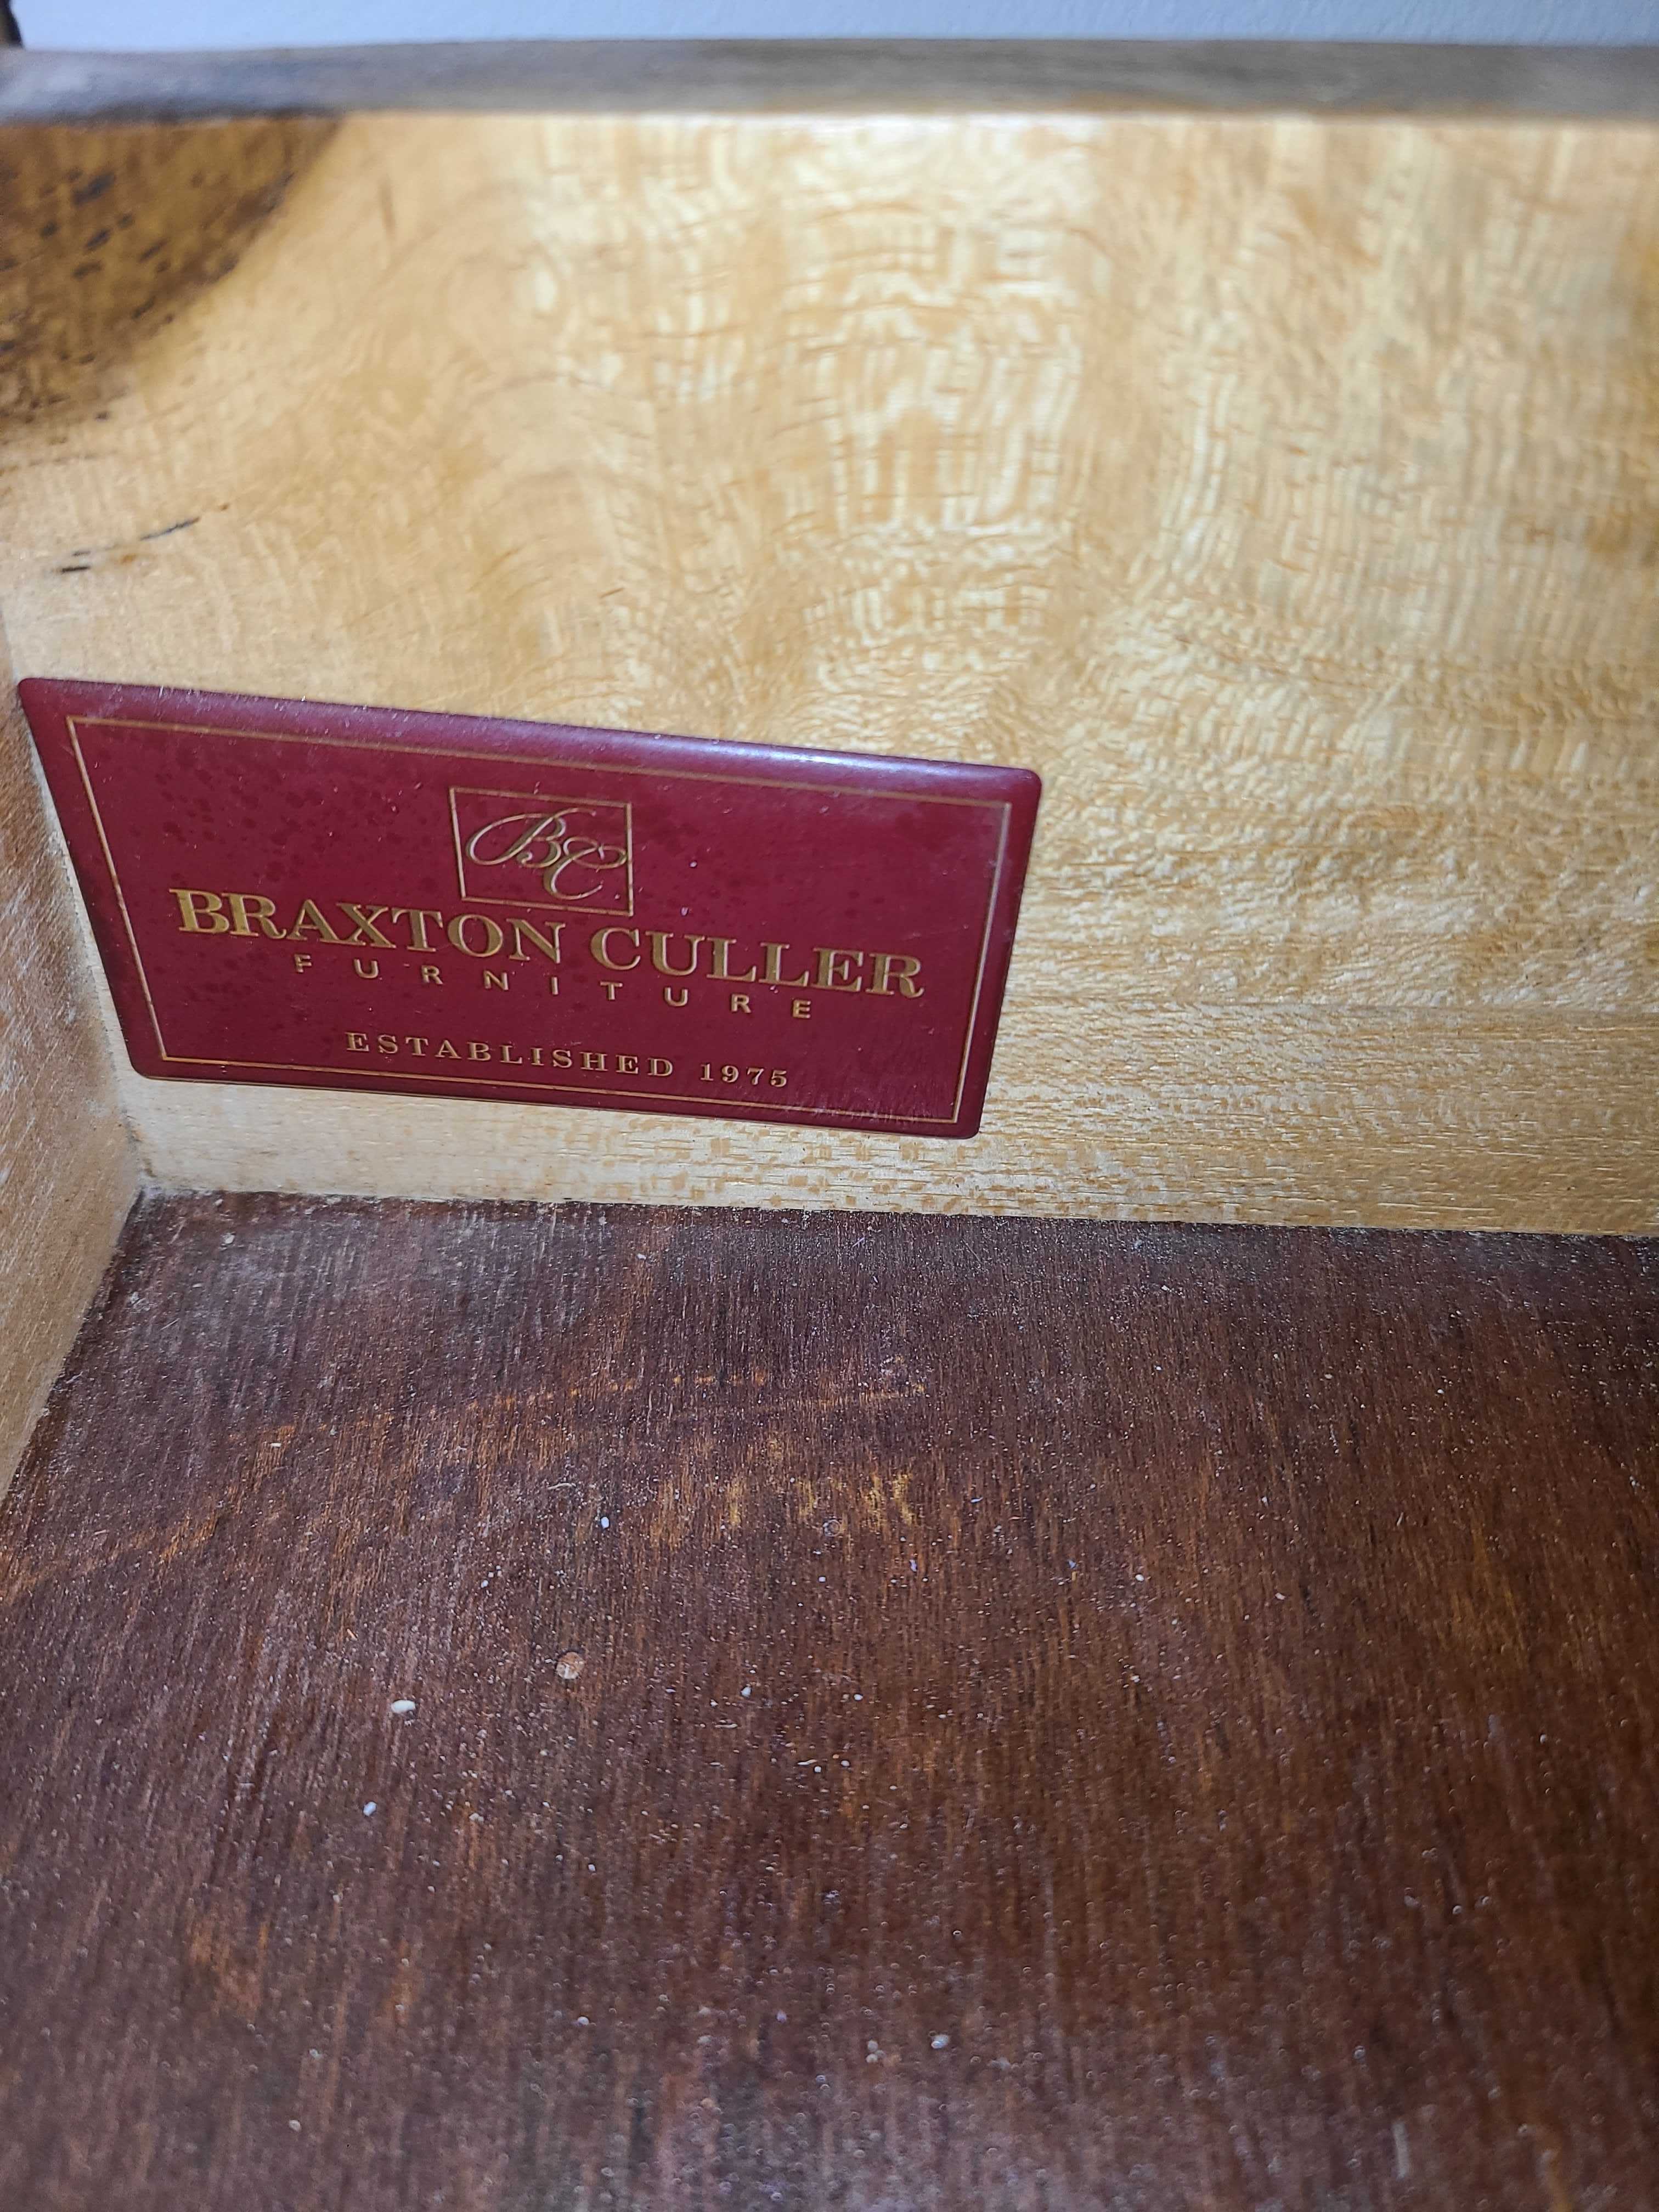 BC
BRAXTON CULLER
FURNITURE
ESTABLISHED 1975